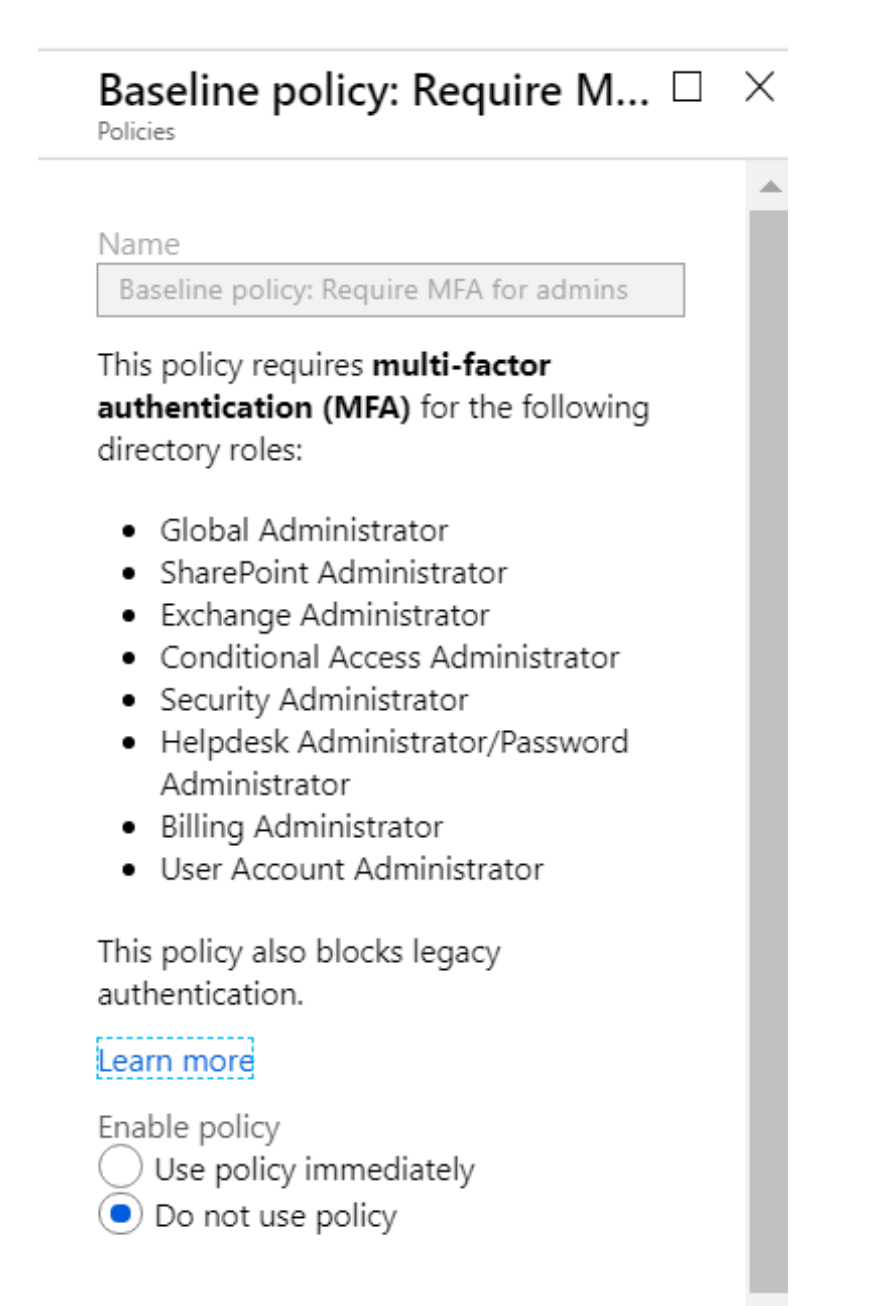 Baseline policy: Require M...
Policies
Name
Baseline policy: Require MFA for admins
This policy requires multi-factor
authentication (MFA) for the following
directory roles:
• Global Administrator
• SharePoint Administrator
• Exchange Administrator
• Conditional Access Administrator
• Security Administrator
• Helpdesk Administrator/Password
Administrator
• Billing Administrator
• User Account Administrator
This policy also blocks legacy
authentication.
Learn more
Enable policy
Use policy immediately
Do not use policy